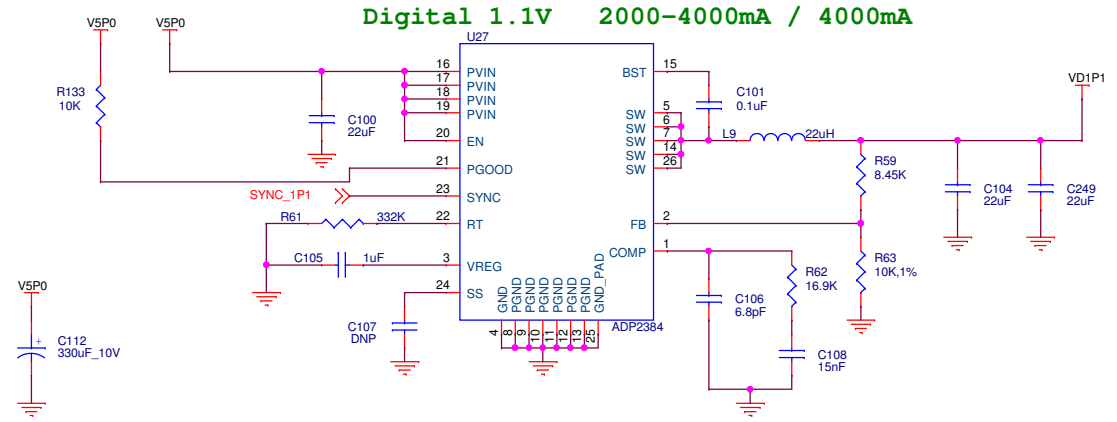 Digital 1.1V 2000-4000mA / 4000mA
V5P0
V5P0
U27
VD1P1
R133
10K
C100
22uF
16
17
18
19
20
21
23
22
3
24
PVIN
PVIN
PVIN
PVIN
EN
PGOOD
SYNC
RT
VREG
SS
BST
SW
SW
SW
SW
SW
FB
COMP
15
5
6
7
14
26
2
1
C101
0.1uF
L9
22uH
R59
8.45K
C104
22uF
C249
22uF
SYNC_1P1
R61
332K
C105
1uF
R63
10K,1%
R62
16.9K
C106
6.8pF
C108
15nF
V5P0
+
C112
330uF_10V
C107
DNP
GND
PGND
PGND
PGND
PGND
PGND
PGND
GND_PAD
4
8
9
10
11
12
13
25
ADP2384